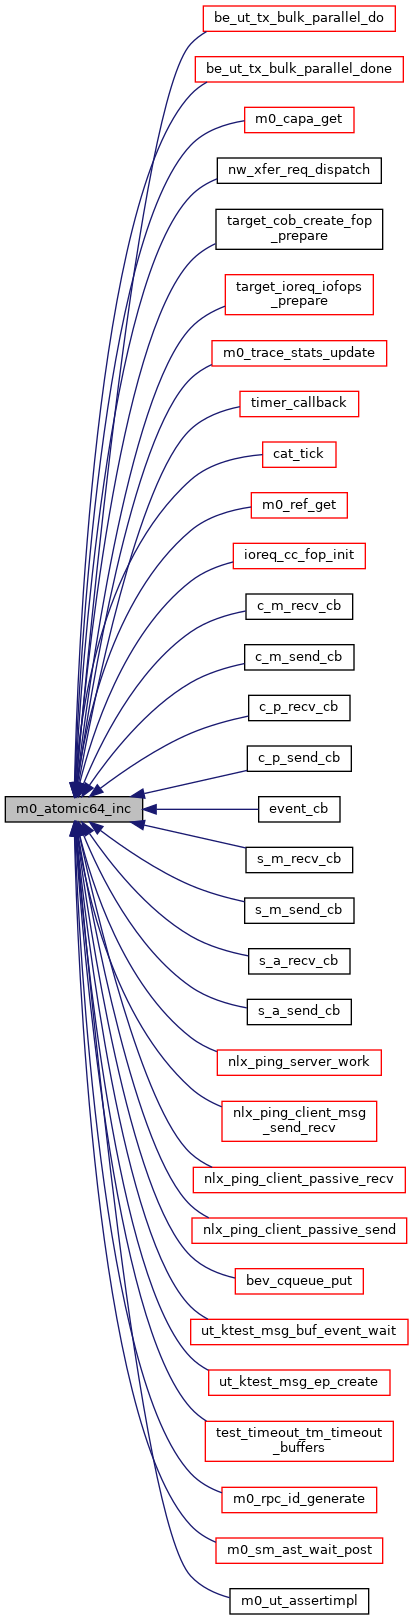 be_ut_tx_bulk_parallel_do
be_ut_tx_bulk_parallel_done
m0_capa_get
nw_xfer_req_dispatch
target_cob_create_fop
_prepare
target_ioreq_iofops
_prepare
m0_trace_stats_update
timer_callback
cat_tick
m0_ref_get
ioreq_cc_fop_init
c_m_recv_cb
c_m_send_cb
c_p_recv_cb
c_p_send_cb
m0_atomic64_inc
event_cb
s_m_recv_cb
s_m_send_cb
s_a_recv_cb
s_a_send_cb
nlx_ping_server_work
nlx_ping_client_msg
_send_recv
nlx_ping_client_passive_recv
nlx_ping_client_passive_send
bev_cqueue_put
ut_ktest_msg_buf_event_wait
ut_ktest_msg_ep_create
test_timeout_tm_timeout
_buffers
m0_rpc_id_generate
m0_sm_ast_wait_post
m0_ut_assertimpl